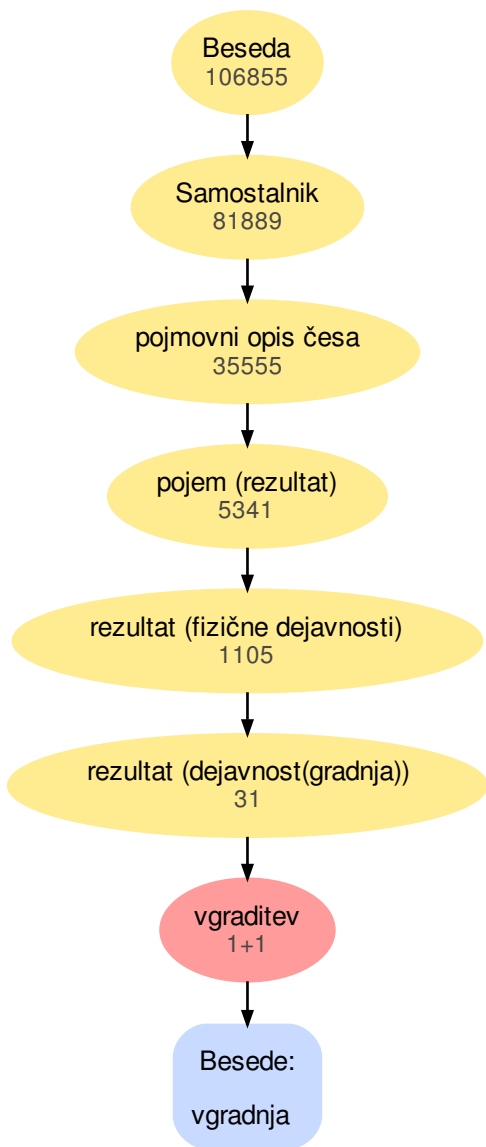 Beseda
106855
Samostalnik
81889
pojmovni opis česa
35555
pojem (rezultat)
5341
rezultat (fizične dejavnosti)
1105
rezultat (dejavnost(gradnja))
31
vgraditev
1+1
Besede:
vgradnja